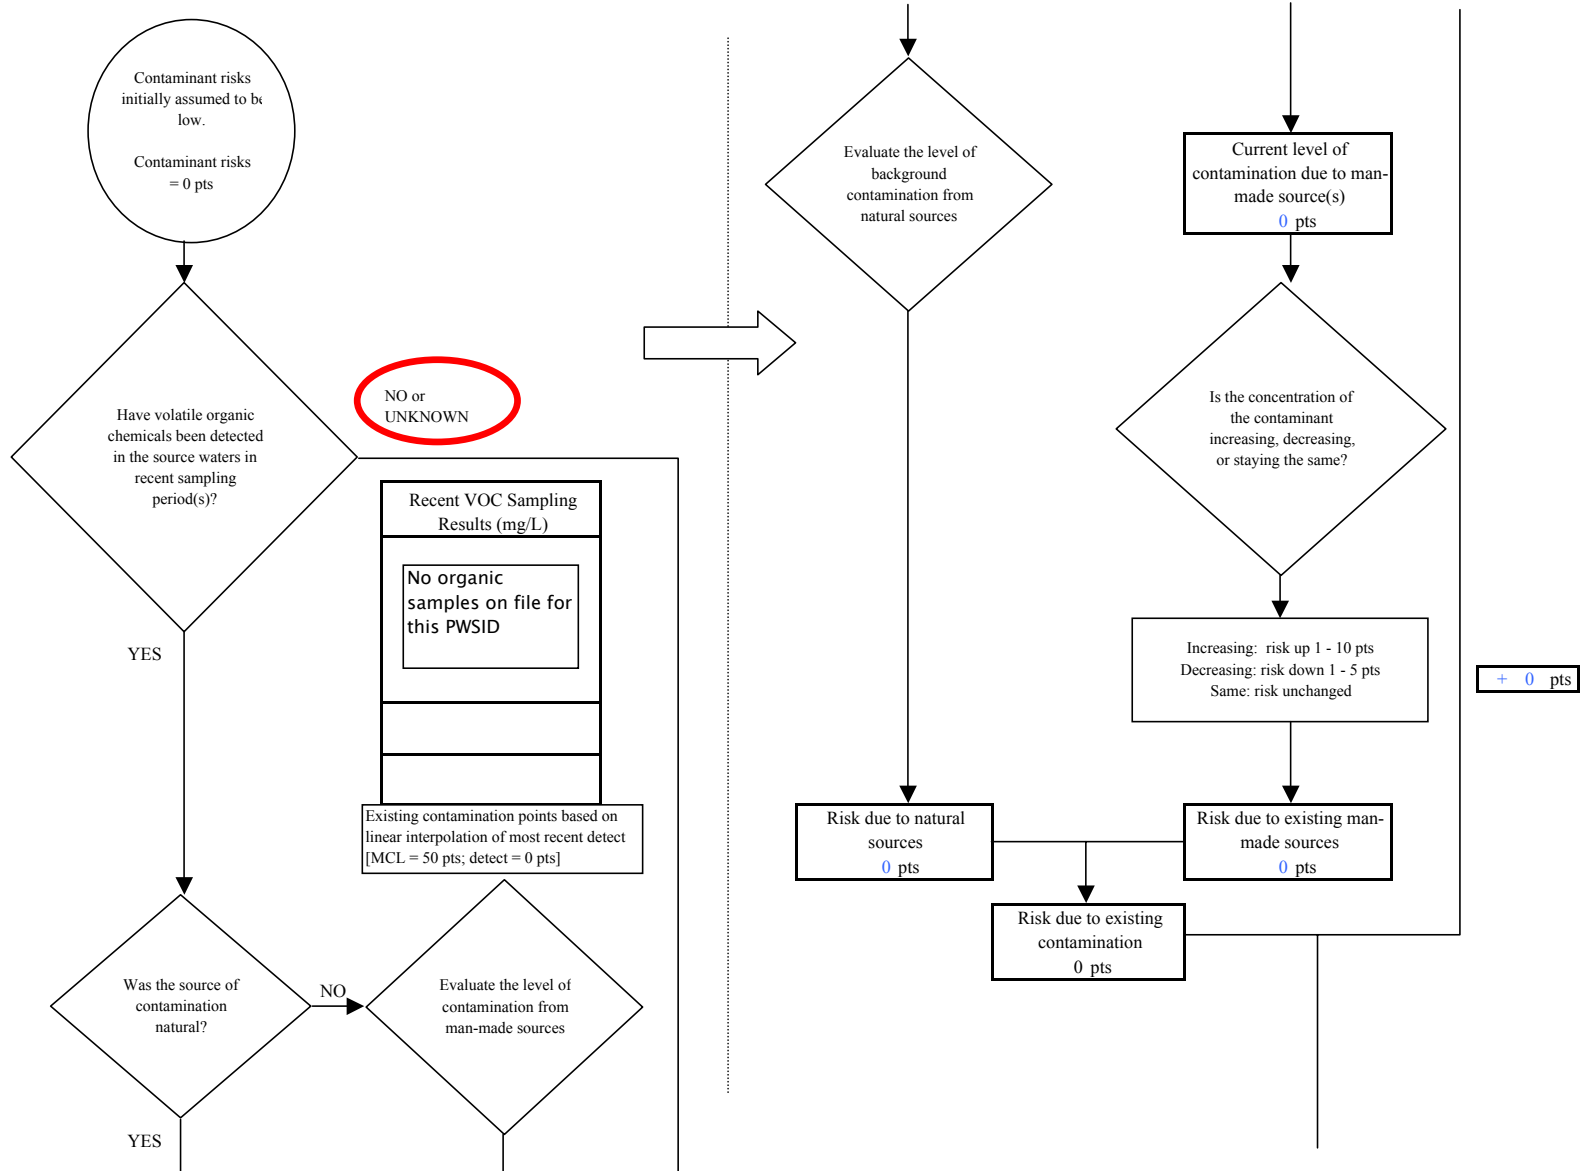 Contaminant risks
initially assumed to be
low.
Contaminant risks
= 0 pts
Have volatile organic
chemicals been detected
in the source waters in
recent sampling
period(s)?
NO or
UNKNOWN
YES
Recent VOC Sampling
Results (mg/L)
No organic
samples on file for
this PWSID
Existing contamination points based on
linear interpolation of most recent detect
[MCL = 50 pts; detect = 0 pts]
Was the source of
contamination
natural?
NO
Evaluate the level of
contamination from
man-made sources
YES
Evaluate the level of
background
contamination from
natural sources
Current level of
contamination due to man-
made source(s)
0 pts
Is the concentration of
the contaminant
increasing, decreasing,
or staying the same?
Increasing: risk up 1 - 10 pts
Decreasing: risk down 1 - 5 pts
Same: risk unchanged
+ 0 pts
Risk due to natural
sources
0 pts
Risk due to existing man-
made sources
0 pts
Risk due to existing
contamination
0 pts